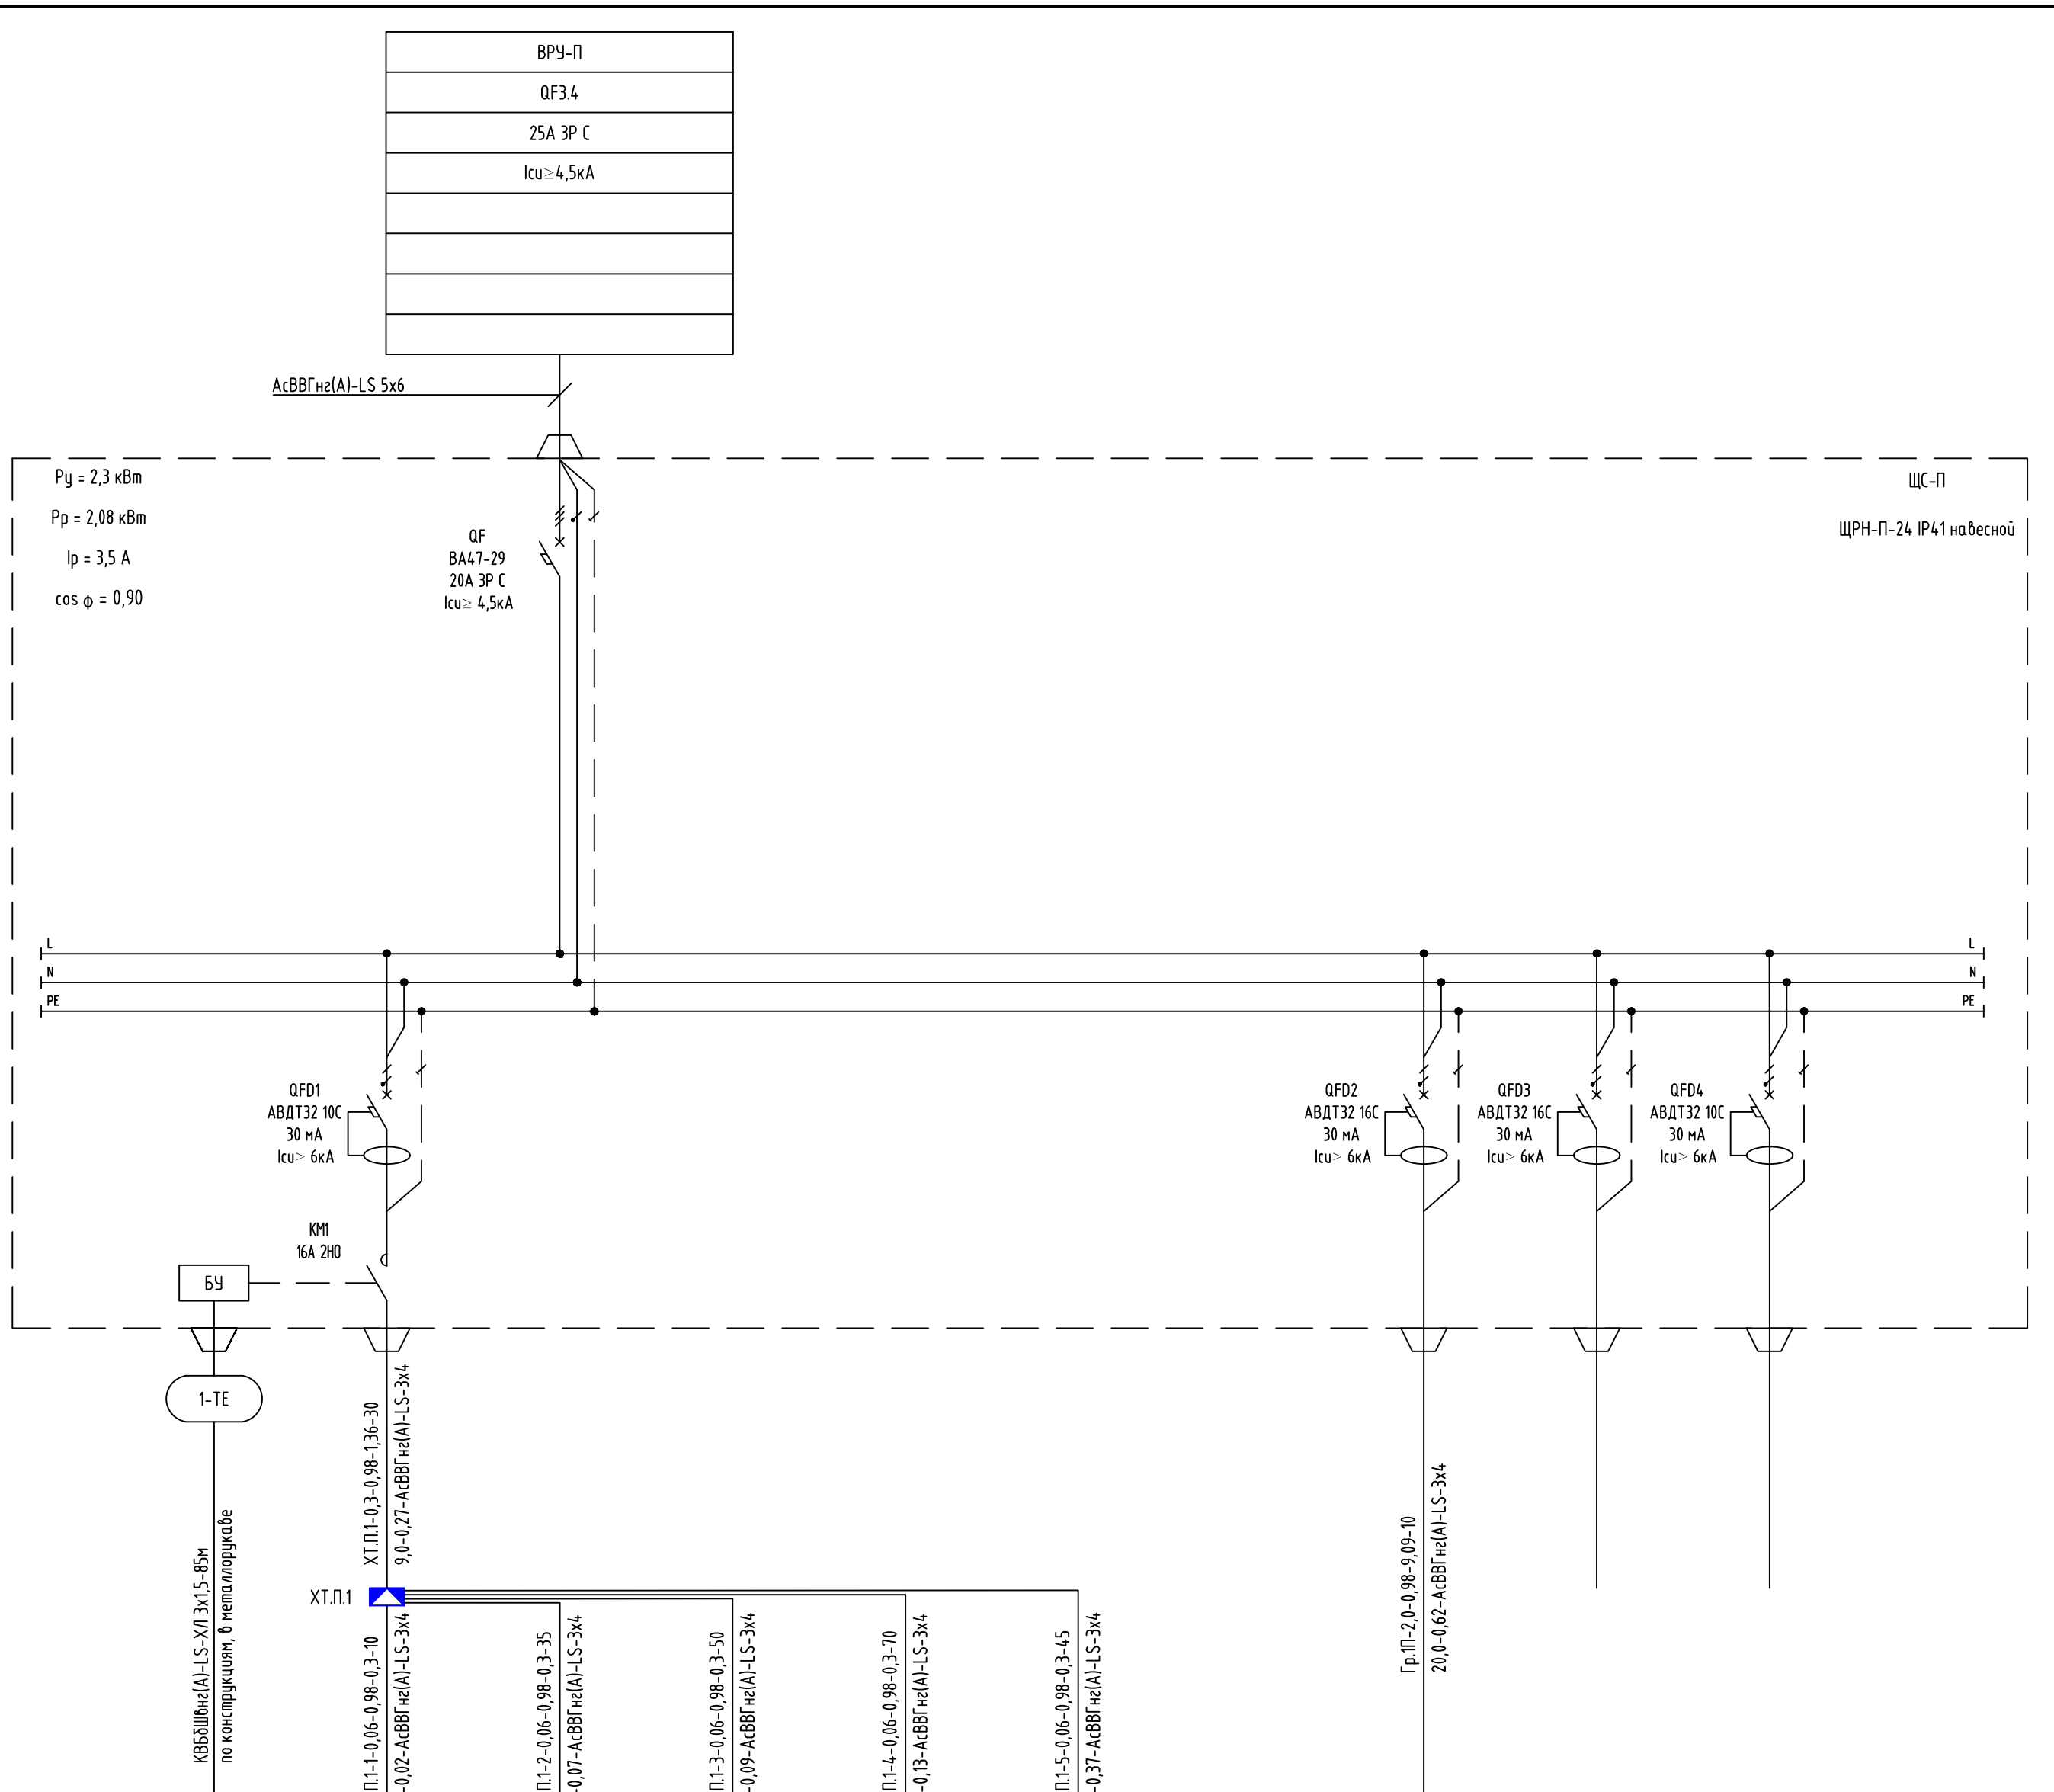 ВРУ-П
QF3.4
25А 3Р С
Icu≥4,5кА
АсВВГнг(А)-LS 5х6
Ру = 2,3 кВт
Рр = 2,08 кВт
Iр = 3,5 А
cos ϕ = 0,90
QF
ВА47-29
20А 3Р С
Icu≥ 4,5кА
ЩС-П
ЩРН-П-24 IP41 навесной
L
L
N
N
PE
PE
QFD1
АВДТ32 10С
30 мА
Icu≥ 6кА
QFD2
АВДТ32 16С
30 мА
Icu≥ 6кА
QFD3
АВДТ32 16С
30 мА
Icu≥ 6кА
QFD4
АВДТ32 10С
30 мА
Icu≥ 6кА
КМ1
16А 2НО
БУ
1-ТЕ
КВБбШвнг(А)-LS-ХЛ 3х1,5-85м
по конструкциям, в металлорукаве
ХТ.П.1-0,3-0,98-1,36-30
9,0-0,27-АсВВГнг(А)-LS-3х4
ХТ.П.1
П.1-1-0,06-0,98-0,3-10
-0,02-АсВВГнг(А)-LS-3х4
П.1-2-0,06-0,98-0,3-35
-0,07-АсВВГнг(А)-LS-3х4
П.1-3-0,06-0,98-0,3-50
-0,09-АсВВГнг(А)-LS-3х4
П.1-4-0,06-0,98-0,3-70
-0,13-АсВВГнг(А)-LS-3х4
П.1-5-0,06-0,98-0,3-45
-0,37-АсВВГнг(А)-LS-3х4
Гр.1П-2,0-0,98-9,09-10
20,0-0,62-АсВВГнг(А)-LS-3х4